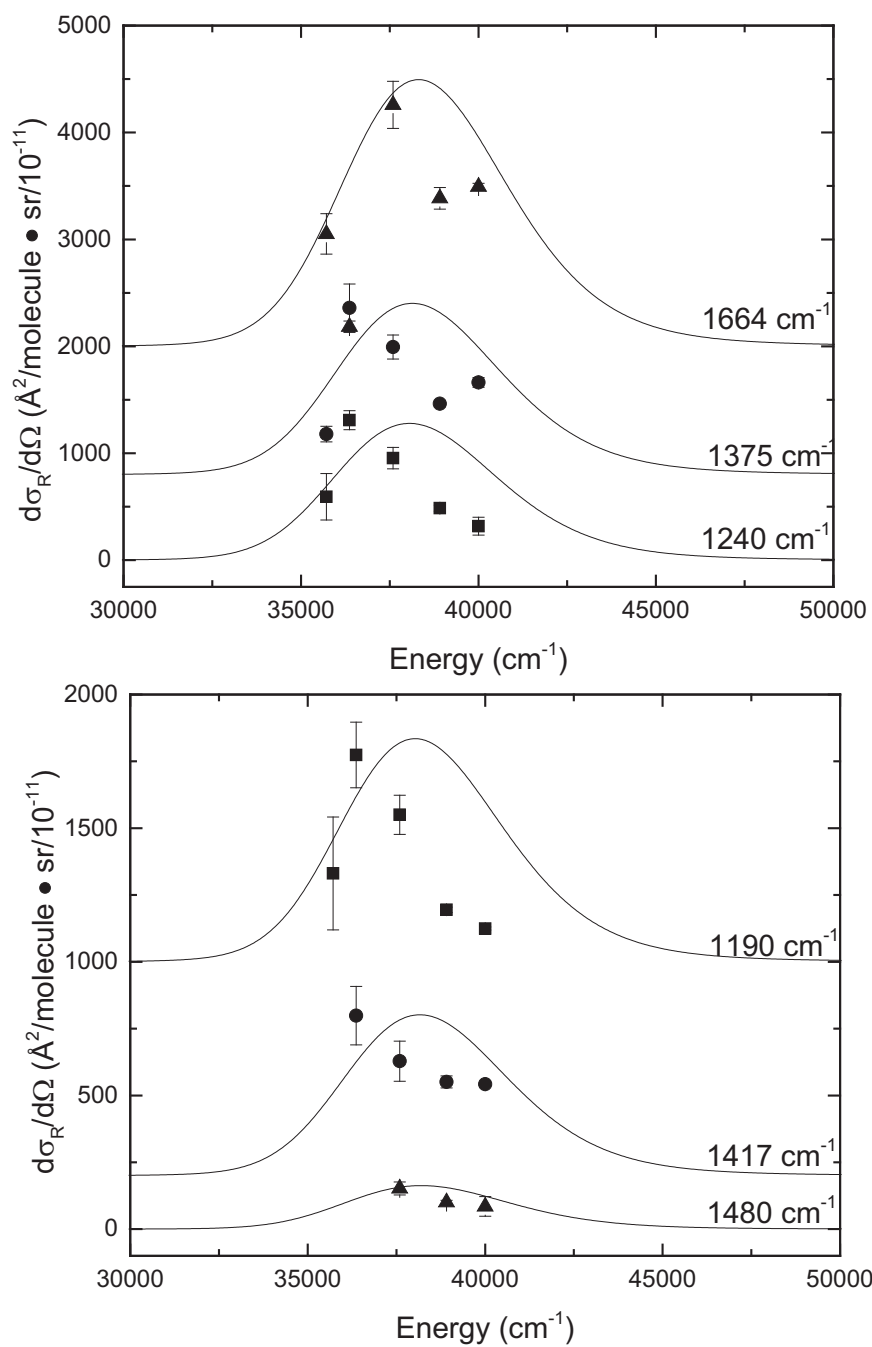 5000
4000
3000
2000
1000
0
dσ_R/dΩ (Å²/molecule ● sr/10⁻¹¹)
1664 cm⁻¹
1375 cm⁻¹
1240 cm⁻¹
30000 35000 40000 45000 50000
Energy (cm⁻¹)
2000
1500
1000
500
0
dσ_R/dΩ (Å²/molecule ● sr/10⁻¹¹)
1190 cm⁻¹
1417 cm⁻¹
1480 cm⁻¹
30000 35000 40000 45000 50000
Energy (cm⁻¹)